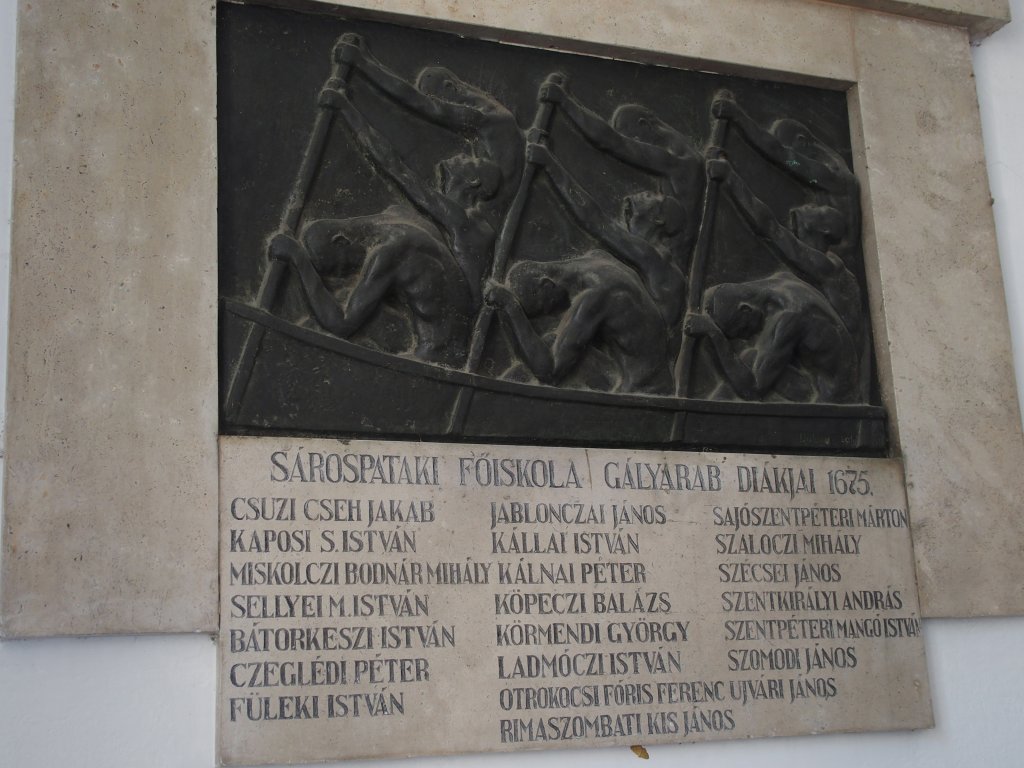 SÁROSPATAKI FŐISKOLA GÁLYARAB DIÁKJAI 1675.
CSUZI CSEH JAKAB
KAPOSI S. ISTVÁN
MISKOLCZI BODNÁR MIHÁLY
SELLYEI M. ISTVÁN
BÁTORKESZI ISTVÁN
CZEGLÉDI PÉTER
FÜLEKI ISTVÁN
JABLONCZAI JÁNOS
KÁLLAI ISTVÁN
KÁLNAI PÉTER
KÖPECZI BALÁZS
KÖRMENDI GYÖRGY
LADMÓCZI ISTVÁN
OTROKOCSI FÓRIS FERENC
RIMASZOMBATI KIS JÁNOS
SAJÓSZENTPÉTERI MÁRTON
SZALOCZI MIHÁLY
SZÉCSEI JÁNOS
SZENTKIRÁLYI ANDRÁS
SZENTPÉTERI MANGÓ ISTVÁN
SZOMODI JÁNOS
UJVÁRI JÁNOS